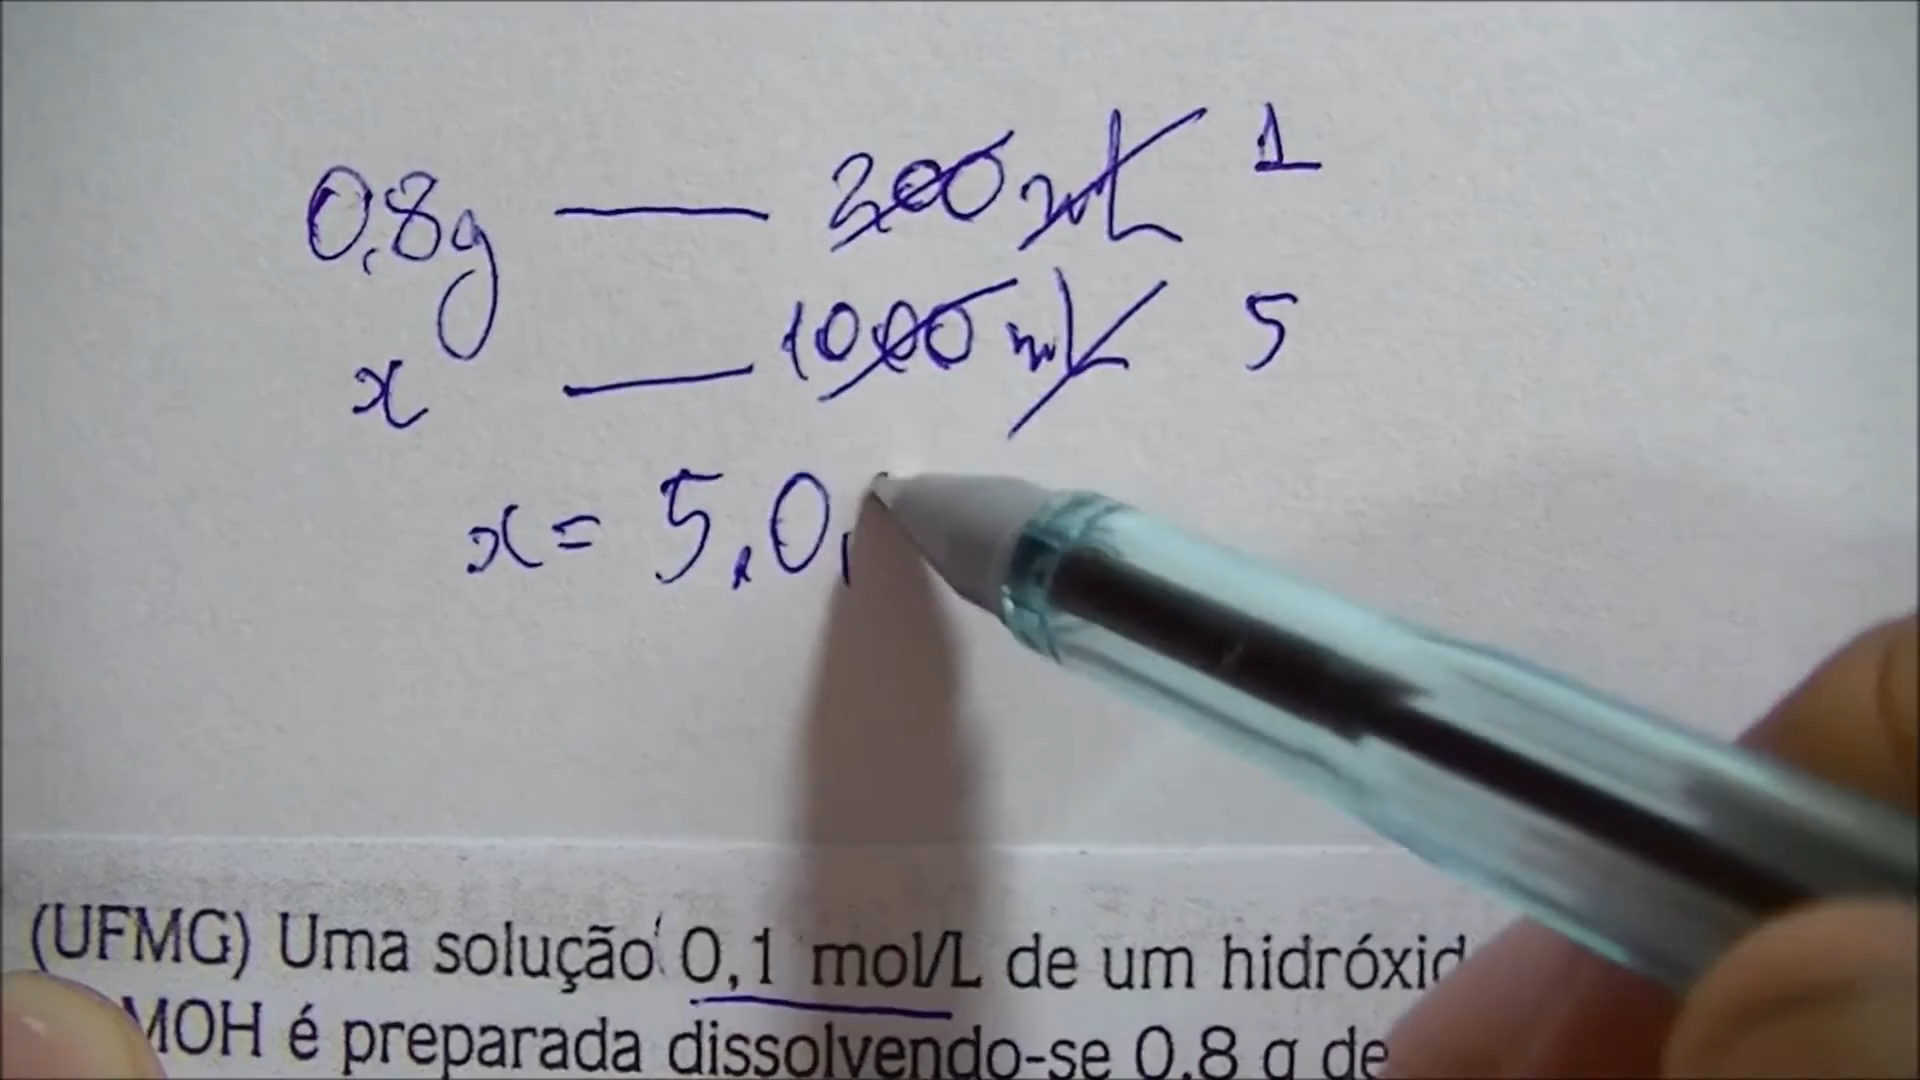 0,8g — 200 mL 1
x — 1000 mL 5
x = 5.0,
(UFMG) Uma solução 0,1 mol/L de um hidróxid
MOH é preparada dissolvendo-se 0,8 g de